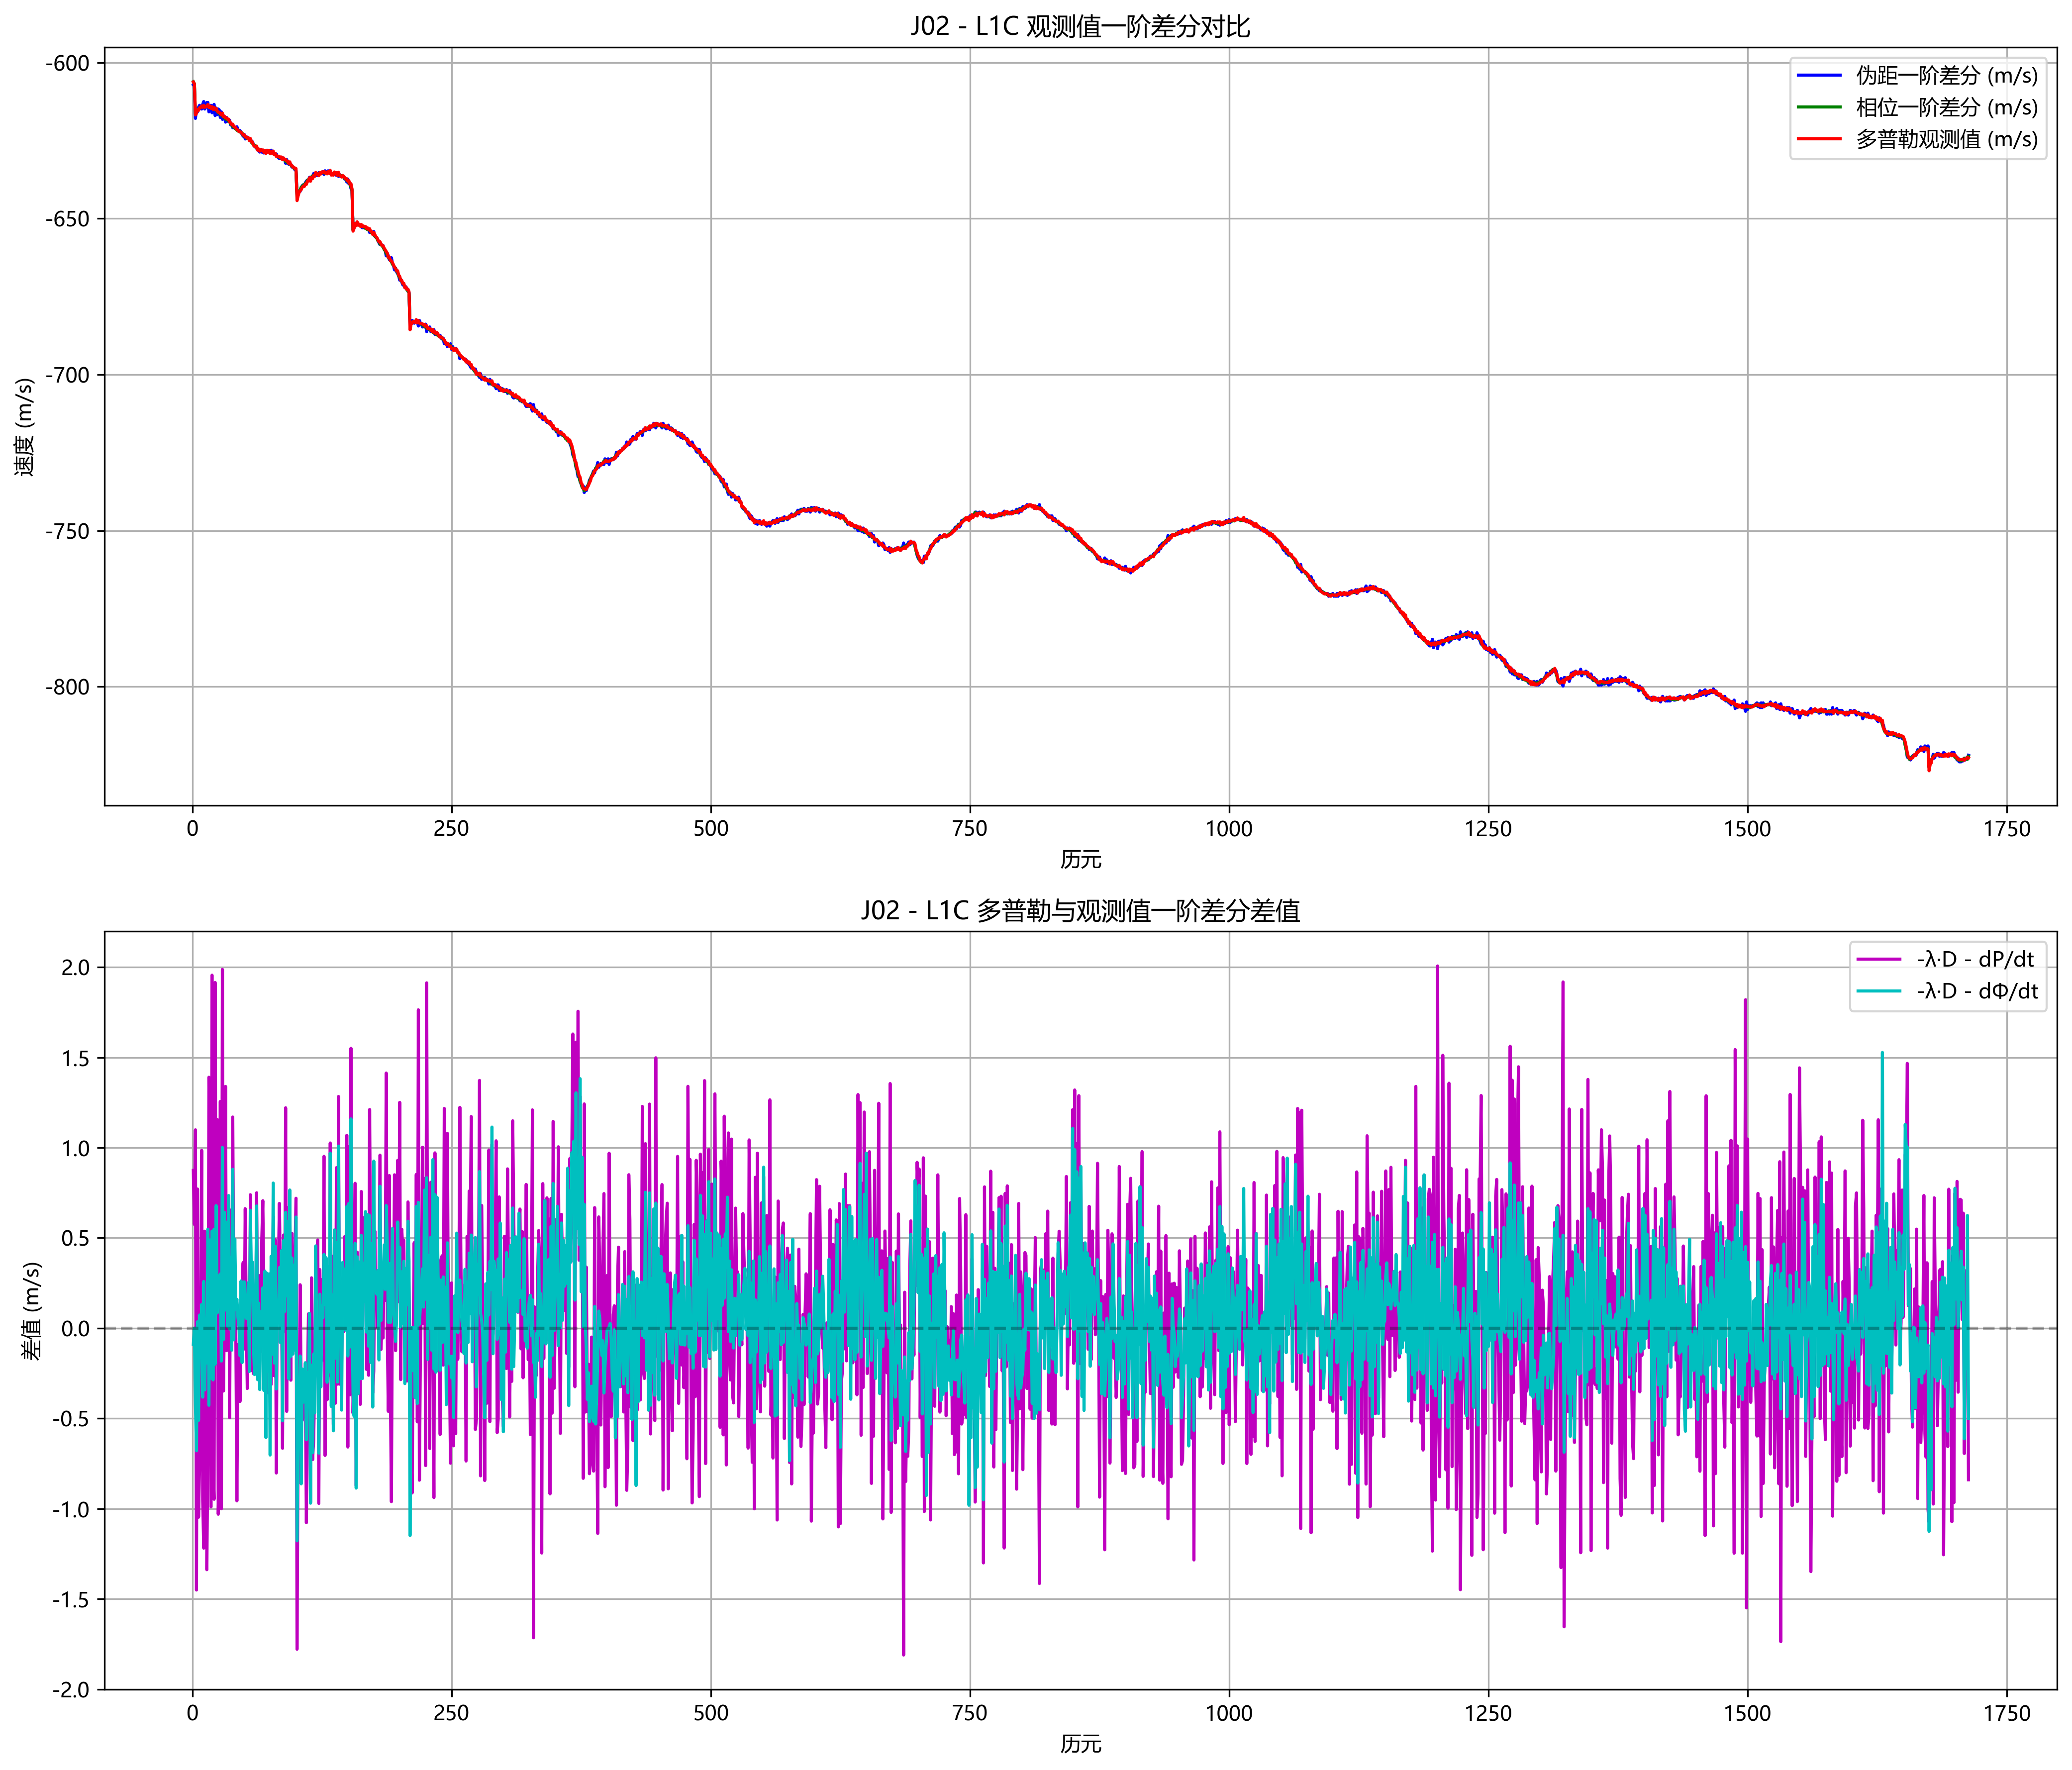 J02 - L1C 观测值一阶差分对比
伪距一阶差分 (m/s)
相位一阶差分 (m/s)
多普勒观测值 (m/s)
-600
-650
-700
-750
-800
速度 (m/s)
0 250 500 750 1000 1250 1500 1750
历元
J02 - L1C 多普勒与观测值一阶差分差值
-λ·D - dP/dt
-λ·D - dΦ/dt
2.0
1.5
1.0
0.5
0.0
-0.5
-1.0
-1.5
-2.0
差值 (m/s)
0 250 500 750 1000 1250 1500 1750
历元